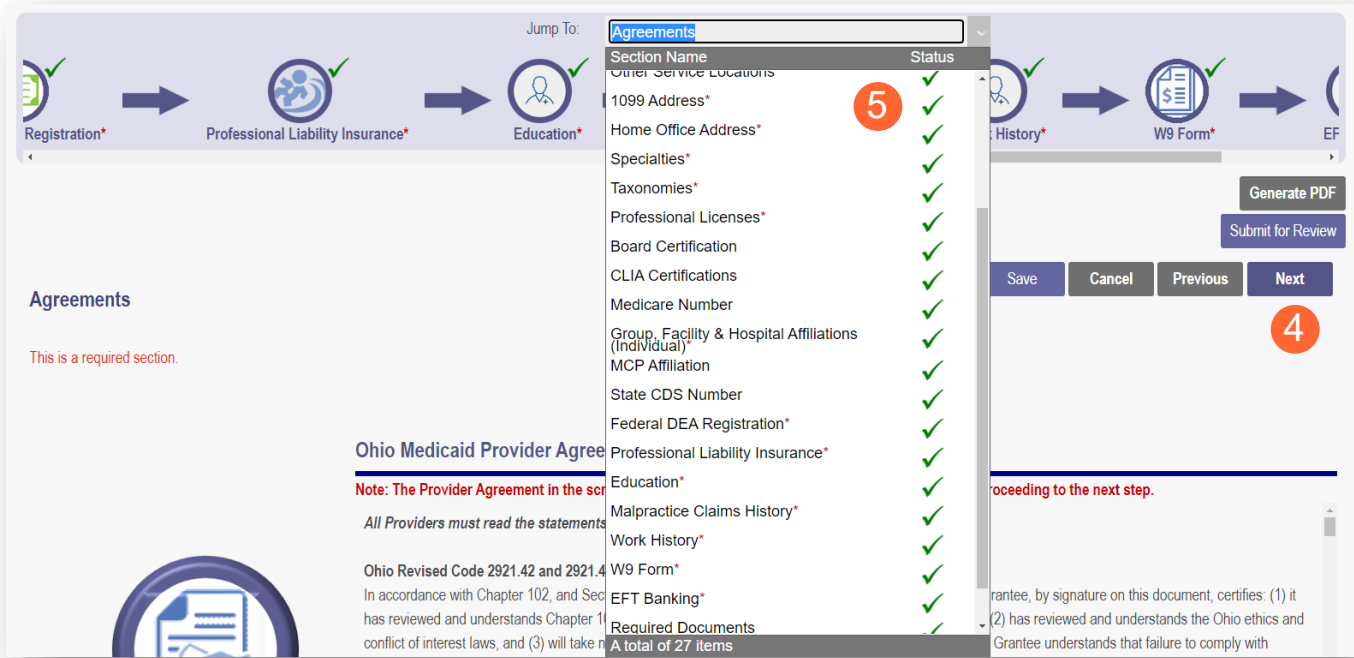 Jump To:
Agreements
Section Name Status
Other Service Locations
1099 Address*
5
Home Office Address*
Specialties*
Taxonomies*
Professional Licenses*
Board Certification
CLIA Certifications
Medicare Number
Group, Facility & Hospital Affiliations
(Individual)*
MCP Affiliation
State CDS Number
Federal DEA Registration*
Professional Liability Insurance*
Education*
Malpractice Claims History*
Work History*
W9 Form*
EFT Banking*
Required Documents
A total of 27 items
Registration*
Professional Liability Insurance*
Education*
History*
W9 Form*
EF
Generate PDF
Submit for Review
Save Cancel Previous Next
4
Agreements
This is a required section.
Ohio Medicaid Provider Agree
Note: The Provider Agreement in the scr oceeding to the next step.
All Providers must read the statements
Ohio Revised Code 2921.42 and 2921.4
In accordance with Chapter 102, and Sec rantee, by signature on this document, certifies: (1) it
has reviewed and understands Chapter 1 (2) has reviewed and understands the Ohio ethics and
conflict of interest laws, and (3) will take n Grantee understands that failure to comply with